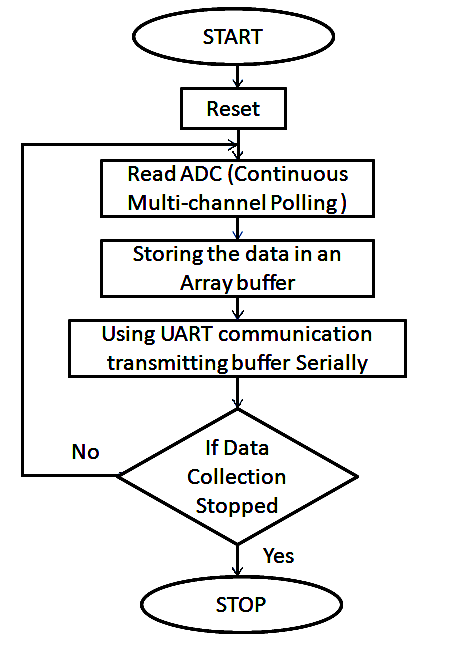 START
Reset
Read ADC (Continuous
Multi-channel Polling)
Storing the data in an
Array buffer
Using UART communication
transmitting buffer Serially
If Data
Collection
Stopped
No
Yes
STOP